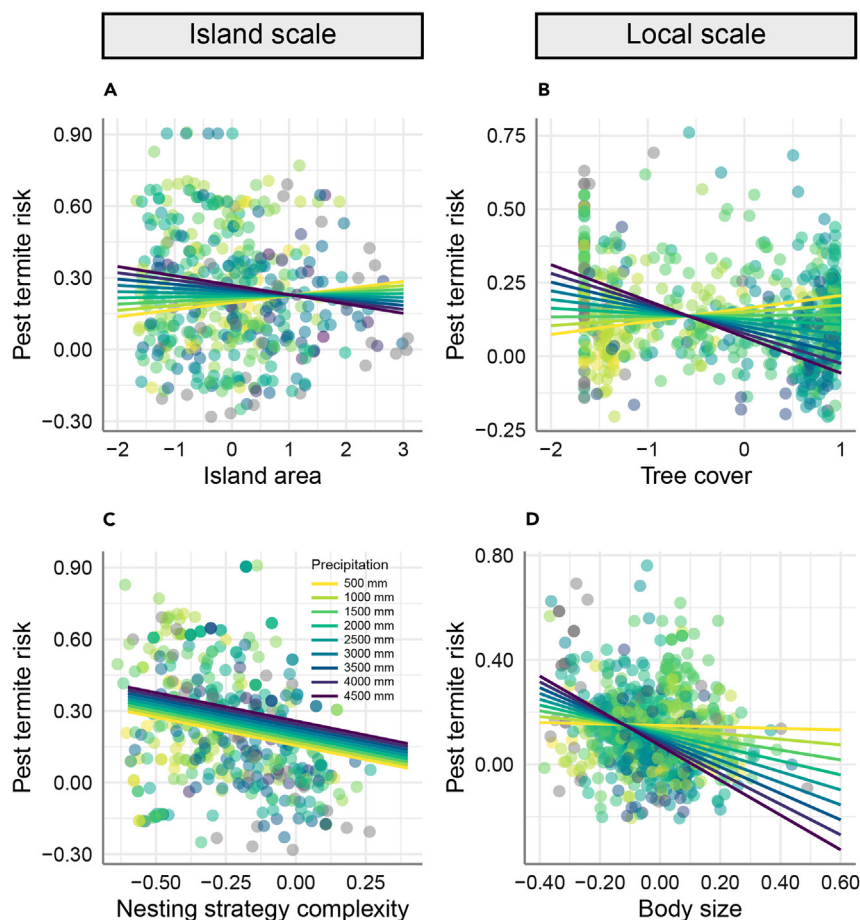 Island scale
Local scale
A
Pest termite risk
0.90
0.60
0.30
0.00
−0.30
−2 −1 0 1 2 3
Island area
B
Pest termite risk
0.75
0.50
0.25
0.00
−0.25
−2 −1 0 1
Tree cover
C
Pest termite risk
0.90
0.60
0.30
0.00
−0.30
Precipitation
500 mm
1000 mm
1500 mm
2000 mm
2500 mm
3000 mm
3500 mm
4000 mm
4500 mm
−0.50 −0.25 0.00 0.25
Nesting strategy complexity
D
Pest termite risk
0.80
0.40
0.00
−0.40 −0.20 0.00 0.20 0.40 0.60
Body size